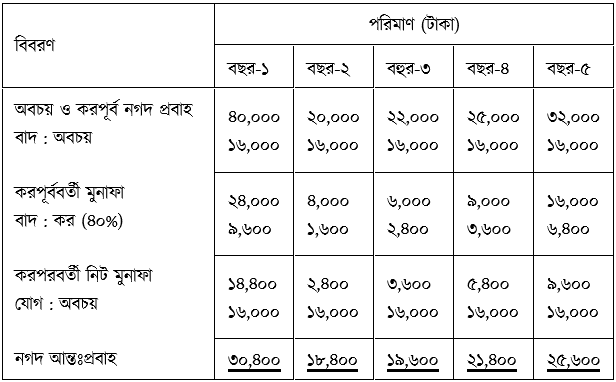 বিবরণ পরিমাণ (টাকা)
বছর-১ বছর-২ বহুর-৩ বছর-৪ বছর-৫
অবচয় ও করপূর্ব নগদ প্রবাহ ৪০,০০০ ২০,০০০ ২২,০০০ ২৫,০০০ ৩২,০০০
বাদ : অবচয় ১৬,০০০ ১৬,০০০ ১৬,০০০ ১৬,০০০ ১৬,০০০
করপূর্ববর্তী মুনাফা ২৪,০০০ ৪,০০০ ৬,০০০ ৯,০০০ ১৬,০০০
বাদ : কর (৪০%) ৯,৬০০ ১,৬০০ ২,৪০০ ৩,৬০০ ৬,৪০০
করপরবর্তী নিট মুনাফা ১৪,৪০০ ২,৪০০ ৩,৬০০ ৫,৪০০ ৯,৬০০
যোগ : অবচয় ১৬,০০০ ১৬,০০০ ১৬,০০০ ১৬,০০০ ১৬,০০০
নগদ আন্তঃপ্রবাহ ৩০,৪০০ ১৮,৪০০ ১৯,৬০০ ২১,৪০০ ২৫,৬০০